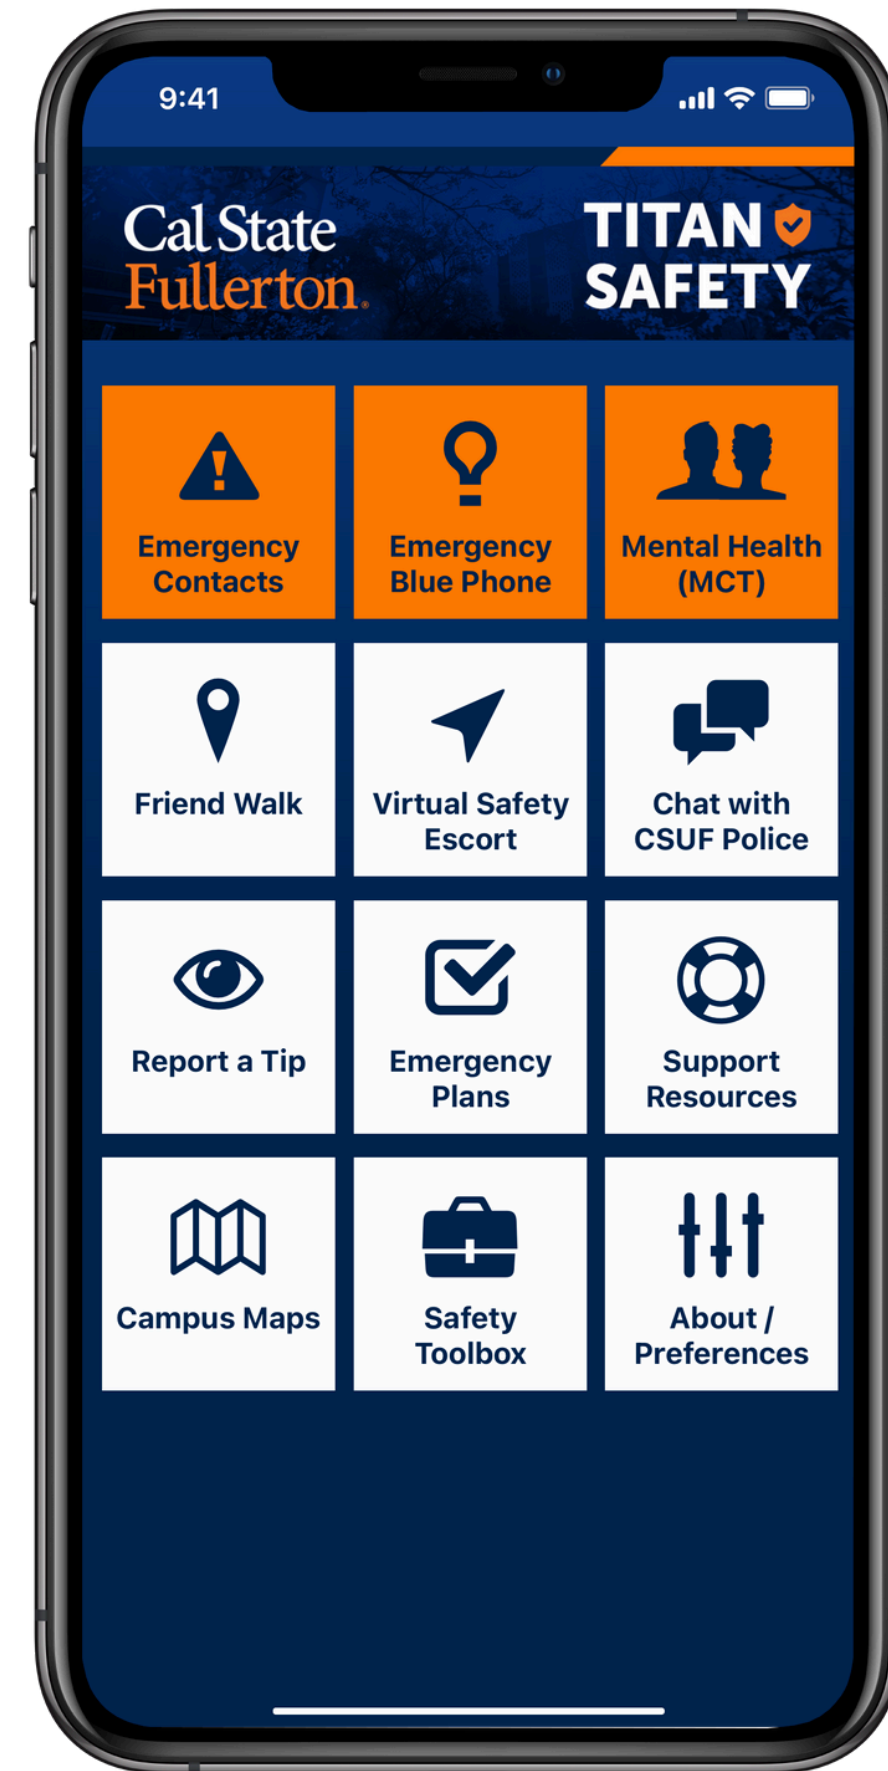 9:41
Cal State
Fullerton.
TITAN
SAFETY
Emergency
Contacts
Emergency
Blue Phone
Mental Health
(MCT)
Friend Walk
Virtual Safety
Escort
Chat with
CSUF Police
Report a Tip
Emergency
Plans
Support
Resources
Campus Maps
Safety
Toolbox
About /
Preferences